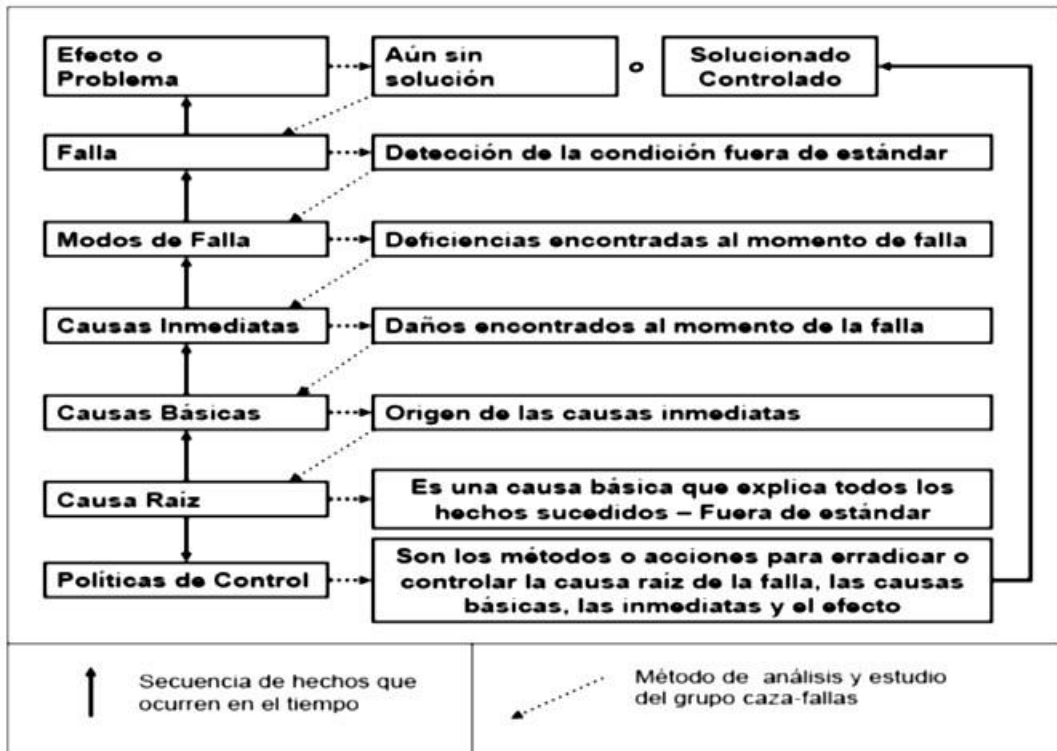 Efecto o
Problema
Aún sin
solución
o
Solucionado
Controlado
Falla
Detección de la condición fuera de estándar
Modos de Falla
Deficiencias encontradas al momento de falla
Causas Inmediatas
Daños encontrados al momento de la falla
Causas Básicas
Origen de las causas inmediatas
Causa Raíz
Es una causa básica que explica todos los
hechos sucedidos – Fuera de estándar
Políticas de Control
Son los métodos o acciones para erradicar o
controlar la causa raíz de la falla, las causas
básicas, las inmediatas y el efecto
Secuencia de hechos que
ocurren en el tiempo
Método de análisis y estudio
del grupo caza-fallas